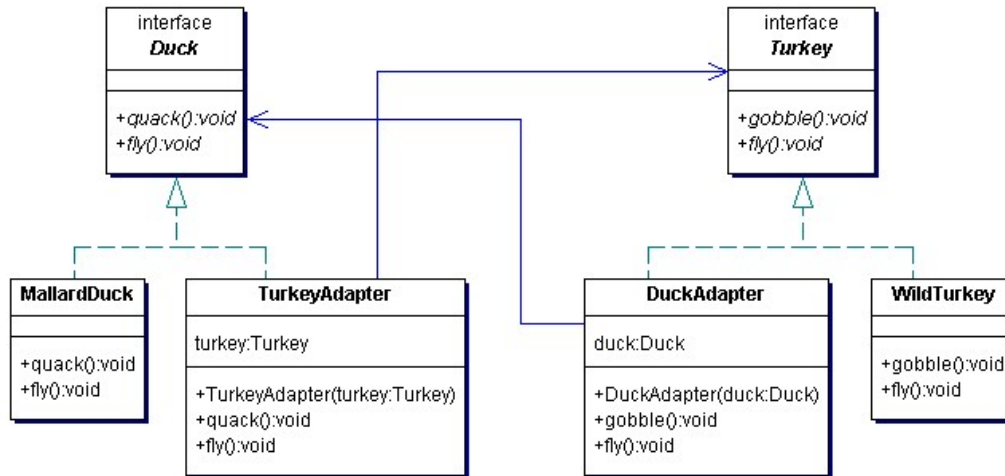 interface
Duck
+quack():void
+fly():void
interface
Turkey
+gobble():void
+fly():void
MallardDuck
+quack():void
+fly():void
TurkeyAdapter
turkey:Turkey
+TurkeyAdapter(turkey:Turkey)
+quack():void
+fly():void
DuckAdapter
duck:Duck
+DuckAdapter(duck:Duck)
+gobble():void
+fly():void
WildTurkey
+gobble():void
+fly():void